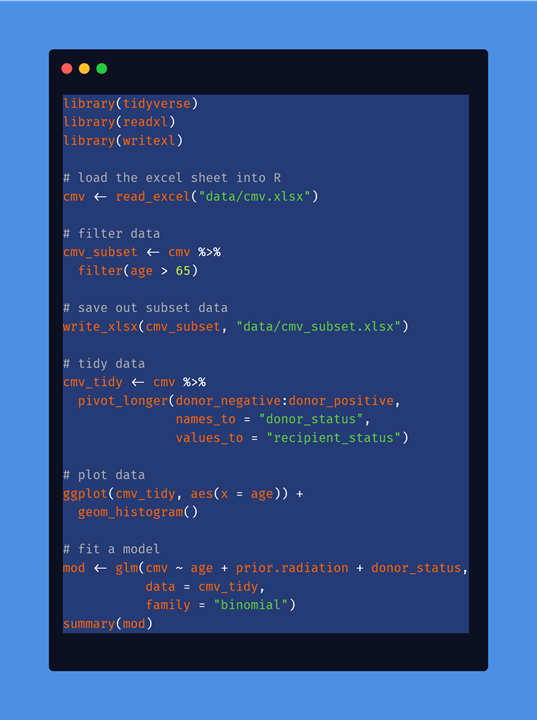 library(tidyverse)
library(readxl)
library(writexl)

# load the excel sheet into R
cmv <- read_excel("data/cmv.xlsx")

# filter data
cmv_subset <- cmv %>%
  filter(age > 65)

# save out subset data
write_xlsx(cmv_subset, "data/cmv_subset.xlsx")

# tidy data
cmv_tidy <- cmv %>%
  pivot_longer(donor_negative:donor_positive,
               names_to = "donor_status",
               values_to = "recipient_status")

# plot data
ggplot(cmv_tidy, aes(x = age)) +
  geom_histogram()

# fit a model
mod <- glm(cmv ~ age + prior.radiation + donor_status,
           data = cmv_tidy,
           family = "binomial")
summary(mod)